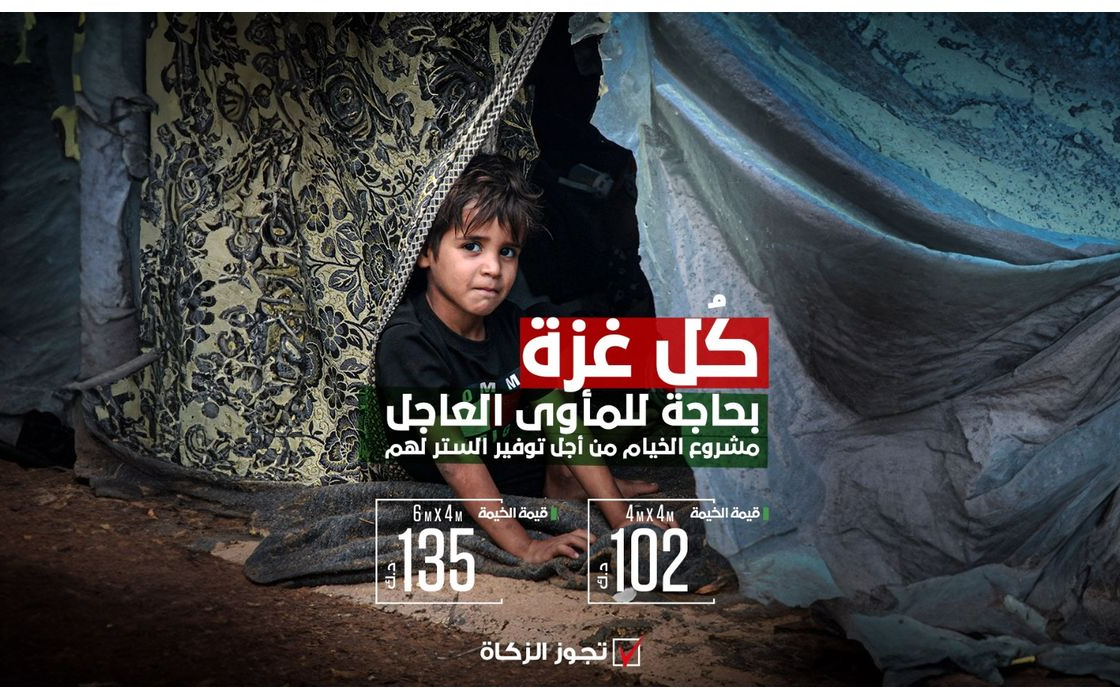 كُل غزة
بحاجة للمأوى العاجل
مشروع الخيام من أجل توفير الستر لهم
قيمة الخيمة 4M X 4M
102 د.ك
قيمة الخيمة 6M X 4M
135 د.ك
تجوز الزكاة